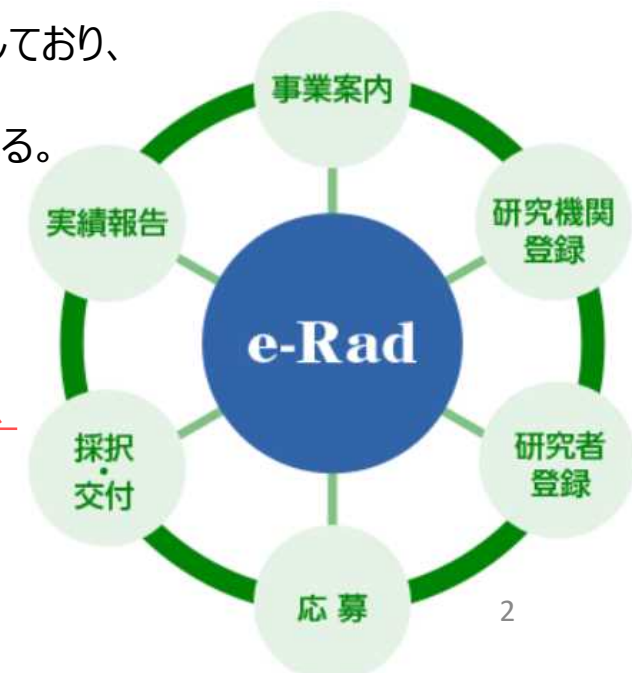 しており、
る。
事業案内
実績報告
研究機関
登録
e-Rad
採択
・
交付
研究者
登録
応 募
2